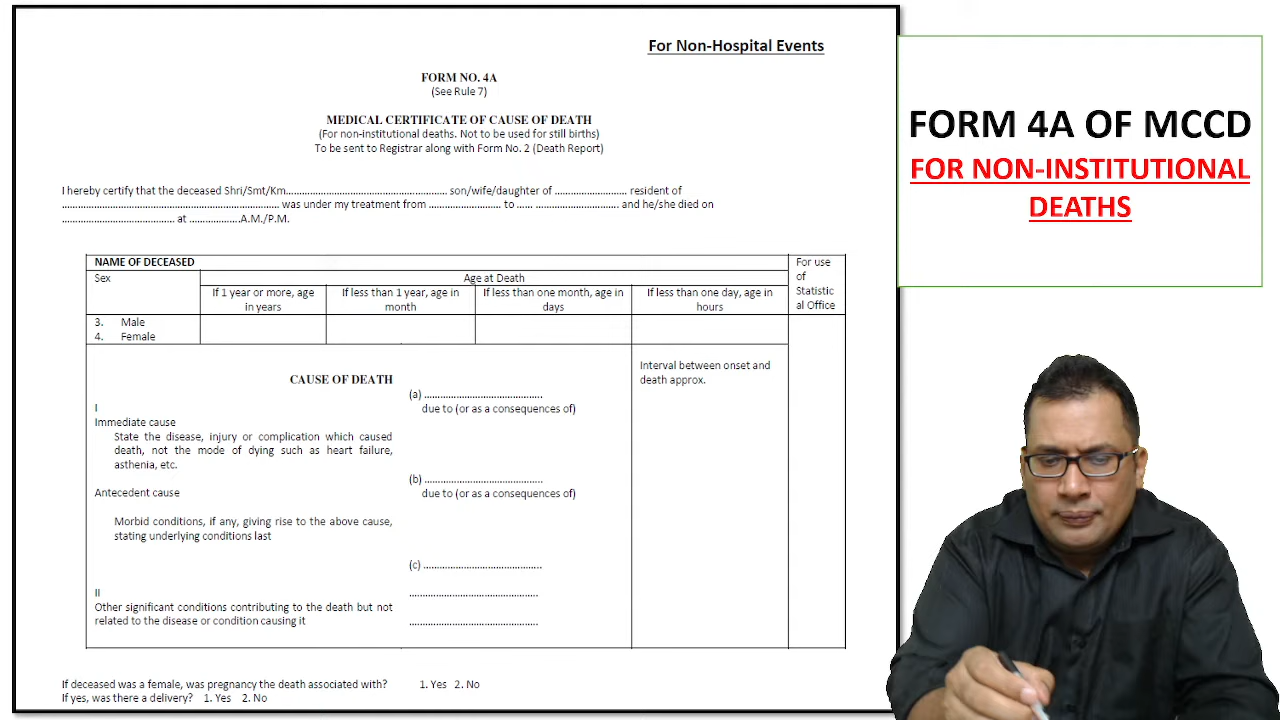 For Non-Hospital Events
FORM NO. 4A
(See Rule 7)
MEDICAL CERTIFICATE OF CAUSE OF DEATH
(For non-institutional deaths. Not to be used for still births)
To be sent to Registrar along with Form No. 2 (Death Report)
I hereby certify that the deceased Shri/Smt/Km............................................................ son/wife/daughter of ........................... resident of
................................................................................. was under my treatment from ........................... to ...... ............................... and he/she died on
.......................................... at ...................A.M./P.M.
NAME OF DECEASED
For use of Statistic al Office
Sex
Age at Death
If 1 year or more, age in years
If less than 1 year, age in month
If less than one month, age in days
If less than one day, age in hours
3. Male
4. Female
Interval between onset and death approx.
CAUSE OF DEATH
(a) ............................................
due to (or as a consequences of)
I
Immediate cause
State the disease, injury or complication which caused
death, not the mode of dying such as heart failure,
asthenia, etc.
(b) ............................................
Antecedent cause
due to (or as a consequences of)
Morbid conditions, if any, giving rise to the above cause,
stating underlying conditions last
(c) ............................................
II
................................................
Other significant conditions contributing to the death but not
related to the disease or condition causing it
................................................
If deceased was a female, was pregnancy the death associated with? 1. Yes 2. No
If yes, was there a delivery? 1. Yes 2. No
FORM 4A OF MCCD
FOR NON-INSTITUTIONAL
DEATHS